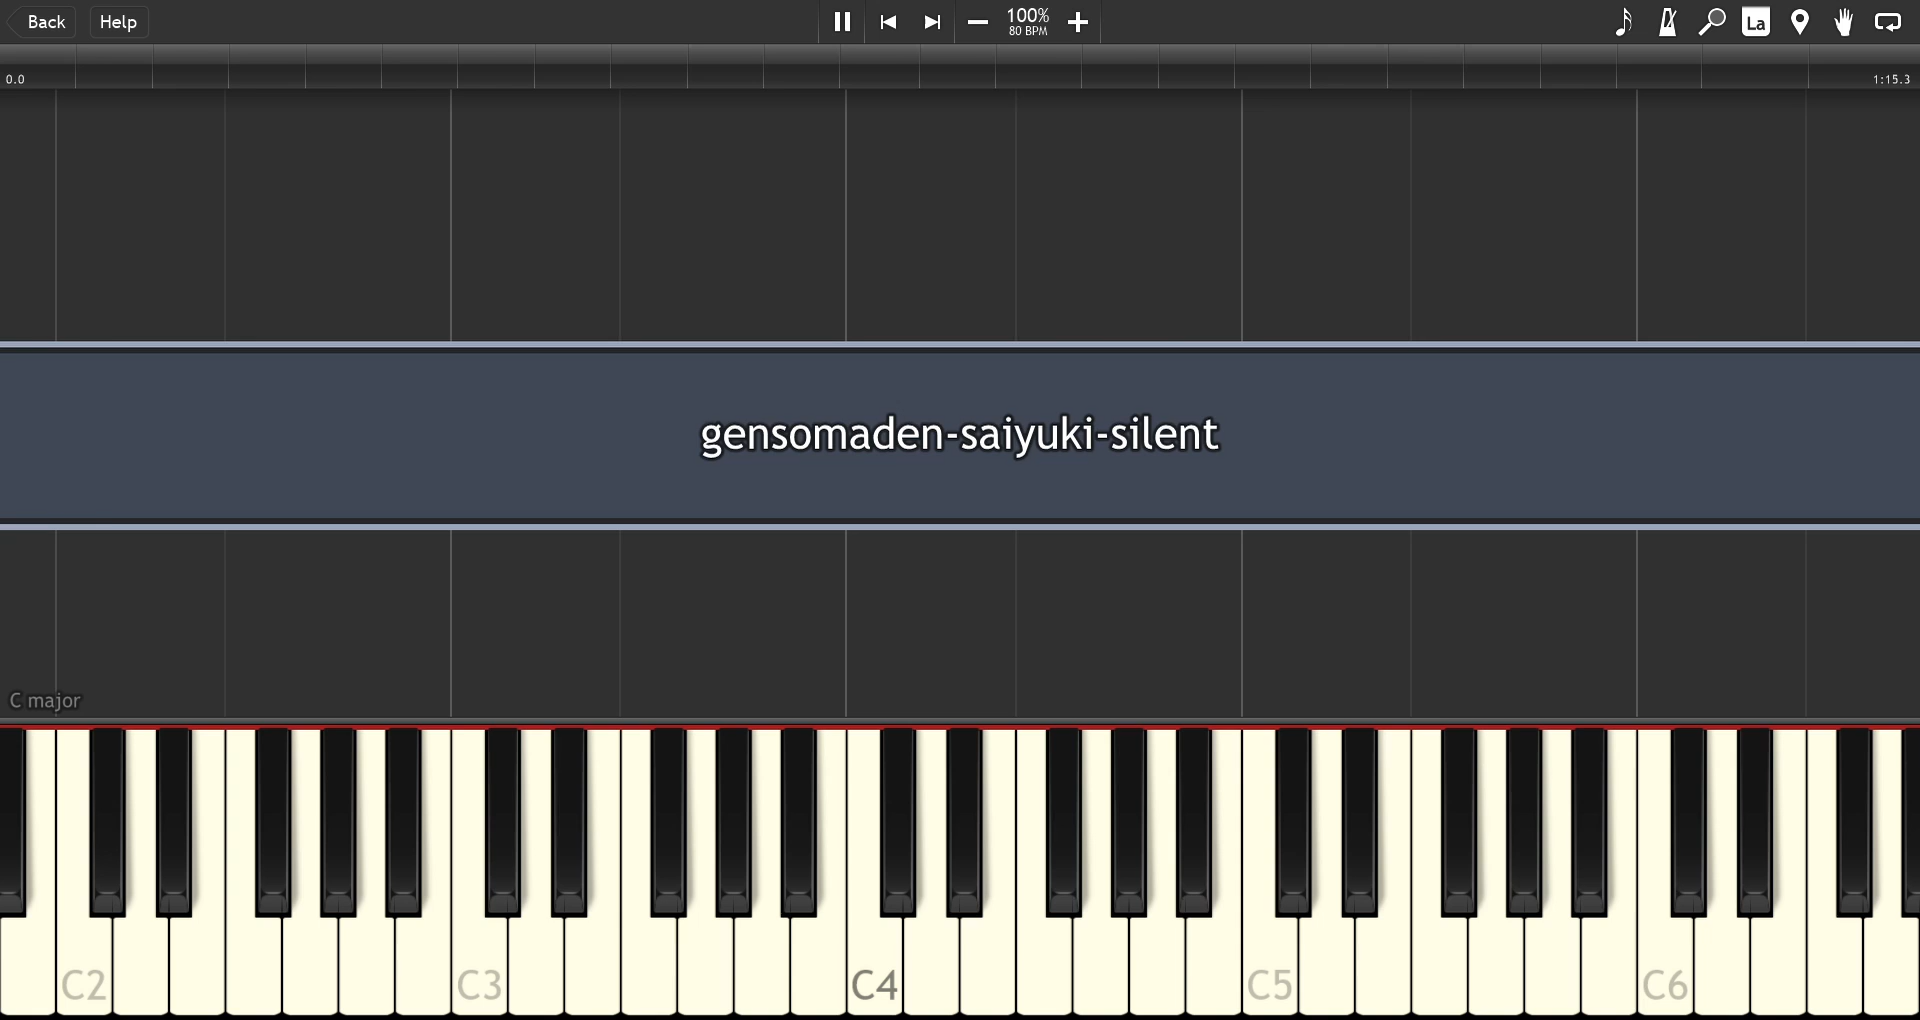 Back Help 100% La
80 BPM
0.0 1:15.3
gensomaden-saiyuki-silent
C major
C2 C3 C4 C5 C6